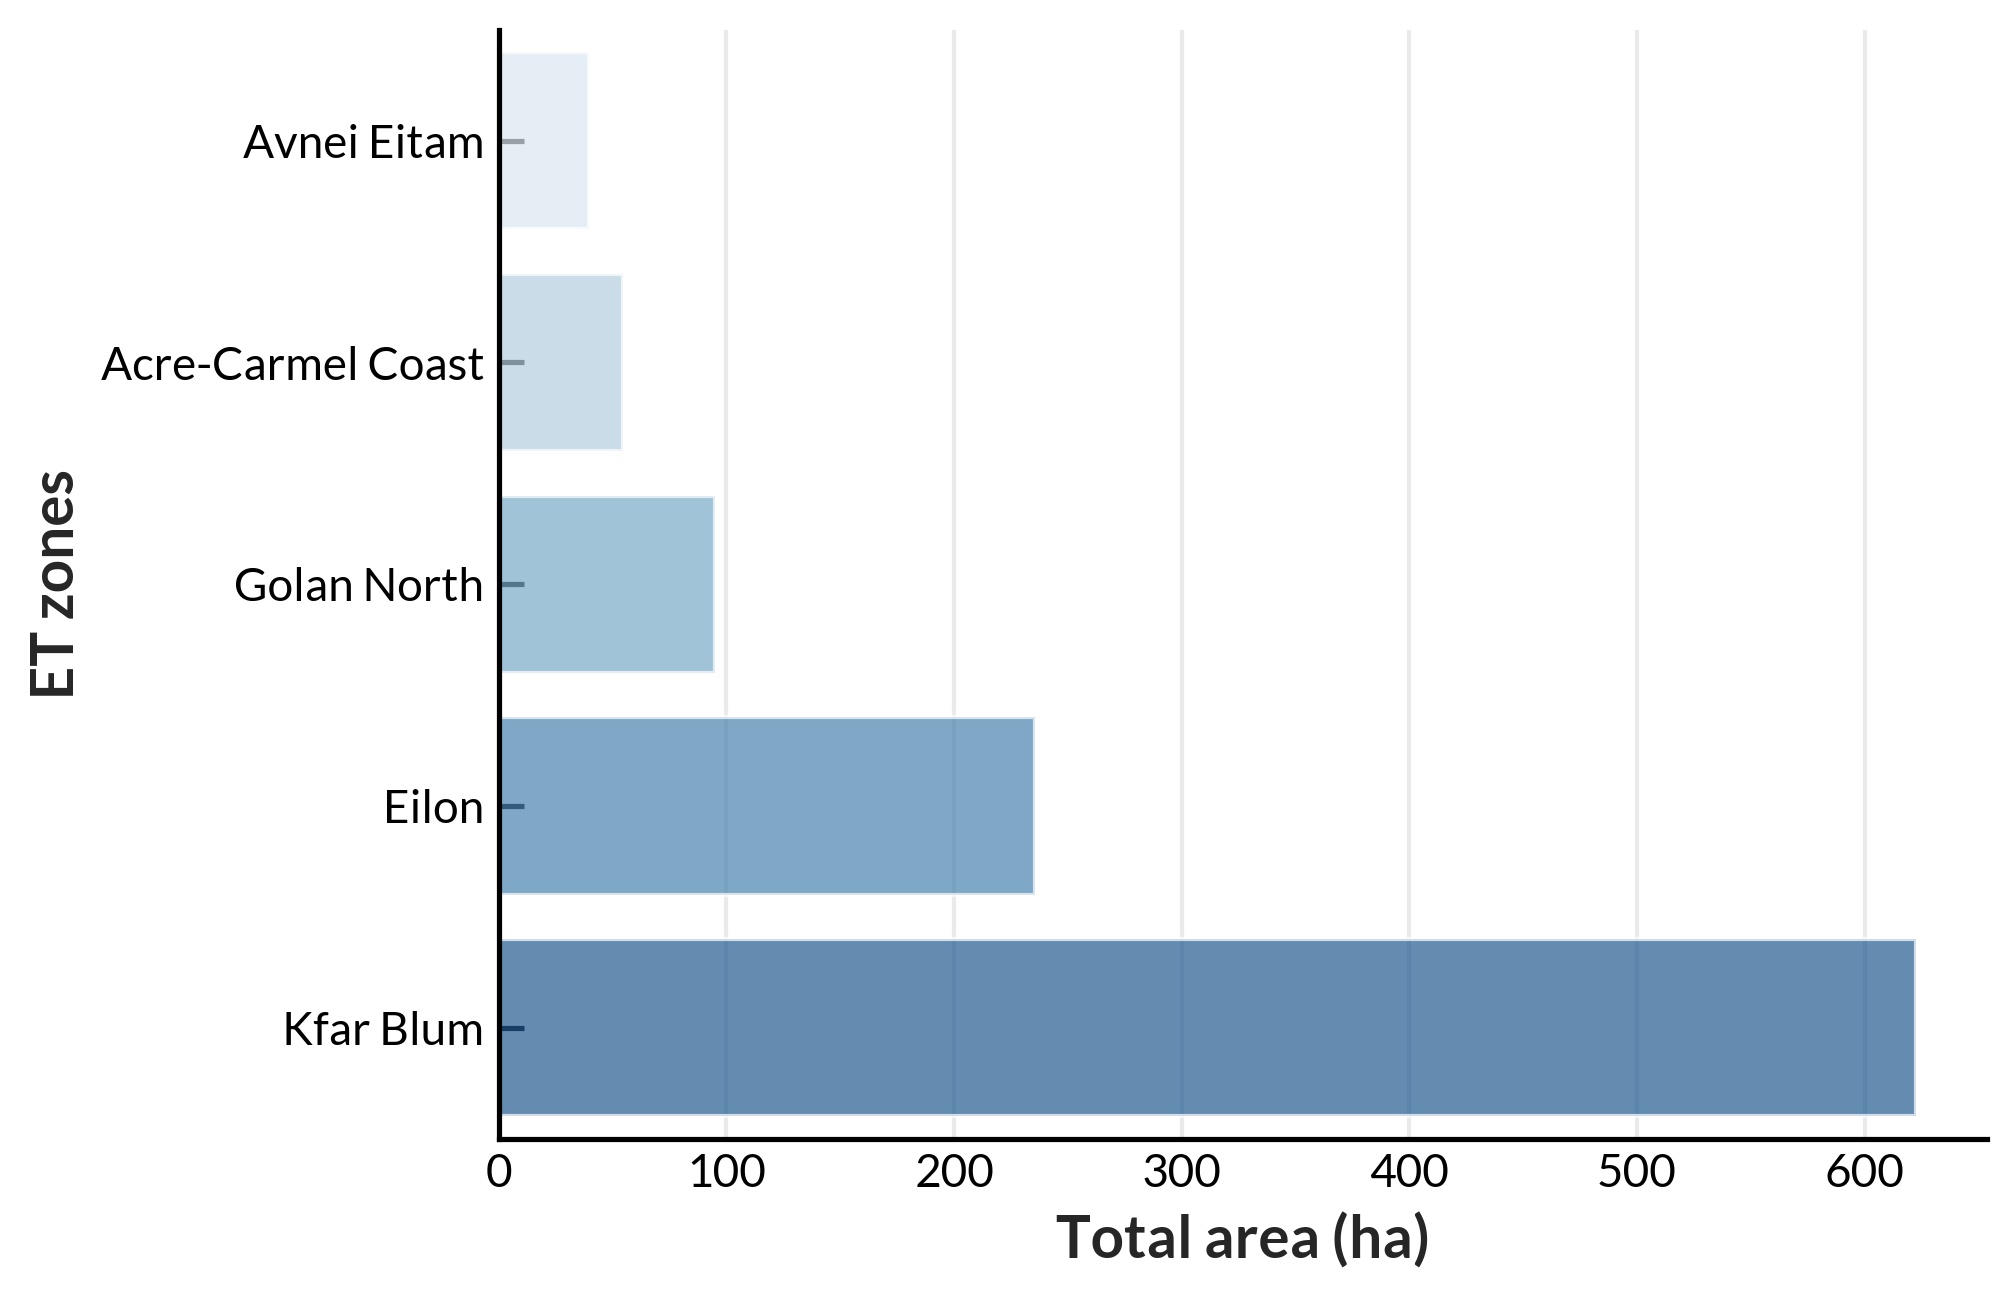 ET zones
Avnei Eitam
Acre-Carmel Coast
Golan North
Eilon
Kfar Blum
0 100 200 300 400 500 600
Total area (ha)